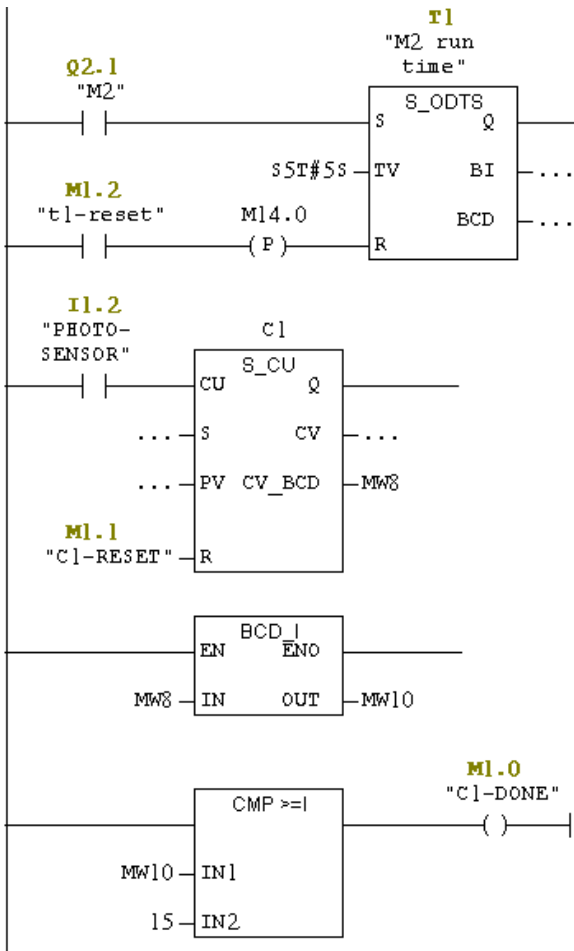 T1
"M2 run
time"
Q2.1
"M2"
S_ODTS
S Q
S5T#5S TV BI ...
M1.2
"t1-reset" M14.0
BCD ...
(P) R
I1.2
"PHOTO-
SENSOR"
C1
S_CU
CU Q
... S CV ...
... PV CV_BCD MW8
M1.1
"C1-RESET" R
BCD_I
EN ENO
MW8 IN OUT MW10
M1.0
"C1-DONE"
CMP >=I
( )
MW10 IN1
15 IN2